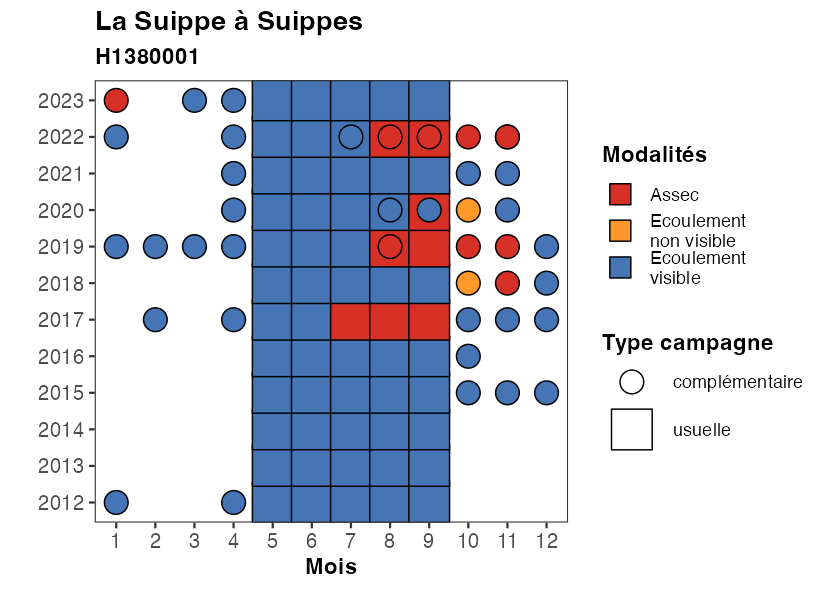 La Suippe à Suippes
H1380001
2023
2022
2021
2020
2019
2018
2017
2016
2015
2014
2013
2012
1 2 3 4 5 6 7 8 9 10 11 12
Mois
Modalités
Assec
Ecoulement
non visible
Ecoulement
visible
Type campagne
complémentaire
usuelle